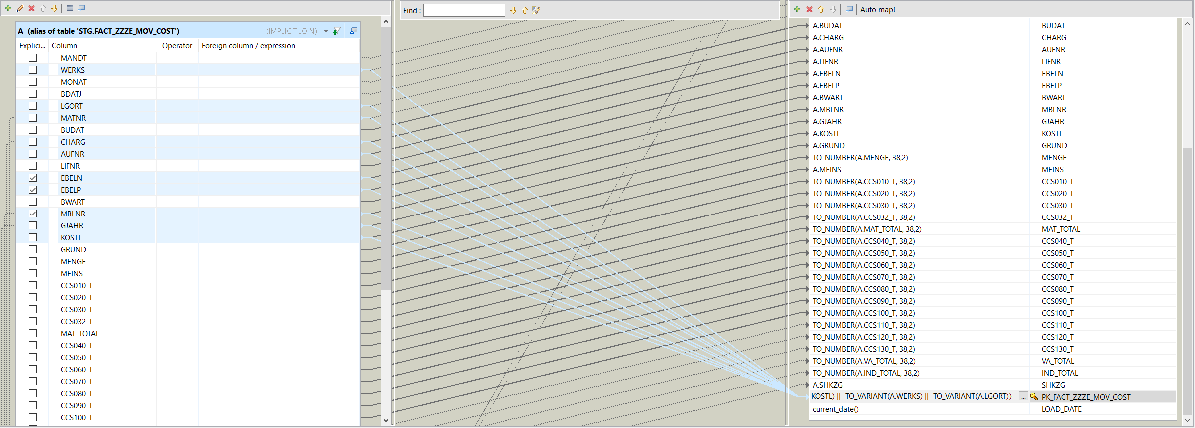 Find :
Auto map!
A (alias of table 'STG.FACT_ZZZE_MOV_COST')
(IMPLICIT JOIN)
Explici... Column Operator Foreign column / expression
MANDT
WERKS
MONAT
BDATJ
LGORT
MATNR
BUDAT
CHARG
AUFNR
LIFNR
EBELN
EBELP
BWART
MBLNR
GJAHR
KOSTL
GRUND
MENGE
MEINS
CCS010_T
CCS020_T
CCS030_T
CCS032_T
MAT_TOTAL
CCS040_T
CCS050_T
CCS060_T
CCS070_T
CCS080_T
CCS090_T
CCS100_T
A.BUDAT BUDAT
A.CHARG CHARG
A.AUFNR AUFNR
A.LIFNR LIFNR
A.EBELN EBELN
A.EBELP EBELP
A.BWART BWART
A.MBLNR MBLNR
A.GJAHR GJAHR
A.KOSTL KOSTL
A.GRUND GRUND
TO_NUMBER(A.MENGE, 38,2) MENGE
A.MEINS MEINS
TO_NUMBER(A.CCS010_T, 38,2) CCS010_T
TO_NUMBER(A.CCS020_T, 38,2) CCS020_T
TO_NUMBER(A.CCS030_T, 38,2) CCS030_T
TO_NUMBER(A.CCS032_T, 38,2) CCS032_T
TO_NUMBER(A.MAT_TOTAL, 38,2) MAT_TOTAL
TO_NUMBER(A.CCS040_T, 38,2) CCS040_T
TO_NUMBER(A.CCS050_T, 38,2) CCS050_T
TO_NUMBER(A.CCS060_T, 38,2) CCS060_T
TO_NUMBER(A.CCS070_T, 38,2) CCS070_T
TO_NUMBER(A.CCS080_T, 38,2) CCS080_T
TO_NUMBER(A.CCS090_T, 38,2) CCS090_T
TO_NUMBER(A.CCS100_T, 38,2) CCS100_T
TO_NUMBER(A.CCS110_T, 38,2) CCS110_T
TO_NUMBER(A.CCS120_T, 38,2) CCS120_T
TO_NUMBER(A.CCS130_T, 38,2) CCS130_T
TO_NUMBER(A.VA_TOTAL, 38,2) VA_TOTAL
TO_NUMBER(A.IND_TOTAL, 38,2) IND_TOTAL
A.SHKZG SHKZG
KOSTL) || TO_VARIANT(A.WERKS) || TO_VARIANT(A.LGORT)) ... PK_FACT_ZZZE_MOV_COST
current_date() LOAD_DATE